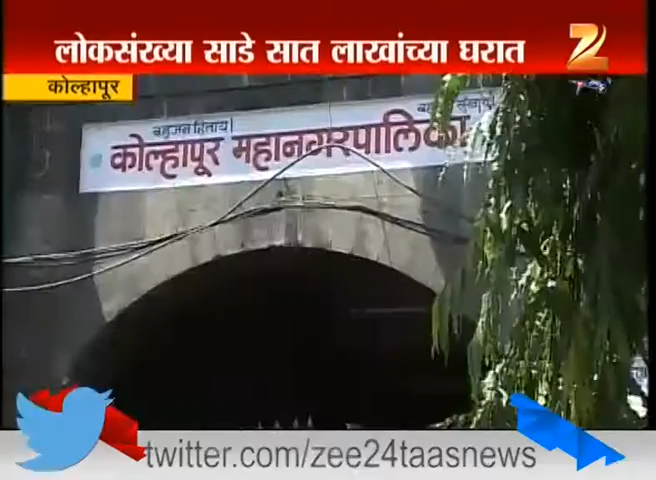 लोकसंख्या साडे सात लाखांच्या घरात
कोल्हापूर
बहुजन हिताय
कोल्हापूर महानगरपालिका
twitter.com/zee24taasnews